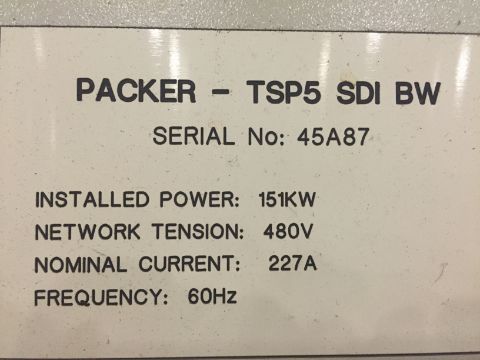 PACKER - TSP5 SDI BW
SERIAL No: 45A87
INSTALLED POWER: 151KW
NETWORK TENSION: 480V
NOMINAL CURRENT: 227A
FREQUENCY: 60Hz